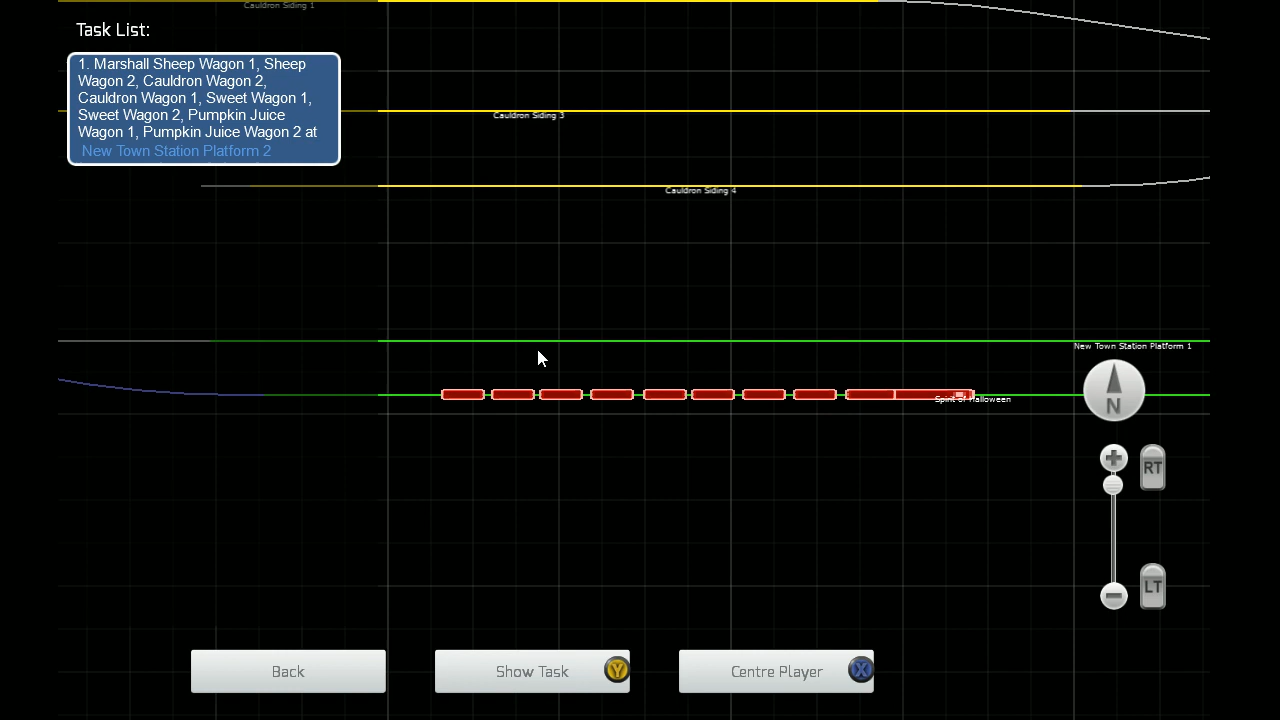 Cauldron Siding 1
Task List:
1. Marshall Sheep Wagon 1, Sheep
Wagon 2, Cauldron Wagon 2,
Cauldron Wagon 1, Sweet Wagon 1,
Sweet Wagon 2, Pumpkin Juice
Wagon 1, Pumpkin Juice Wagon 2 at
New Town Station Platform 2
Cauldron Siding 3
Cauldron Siding 4
New Town Station Platform 1
Spirit of Halloween
N
RT
LT
Back
Show Task Y
Centre Player X